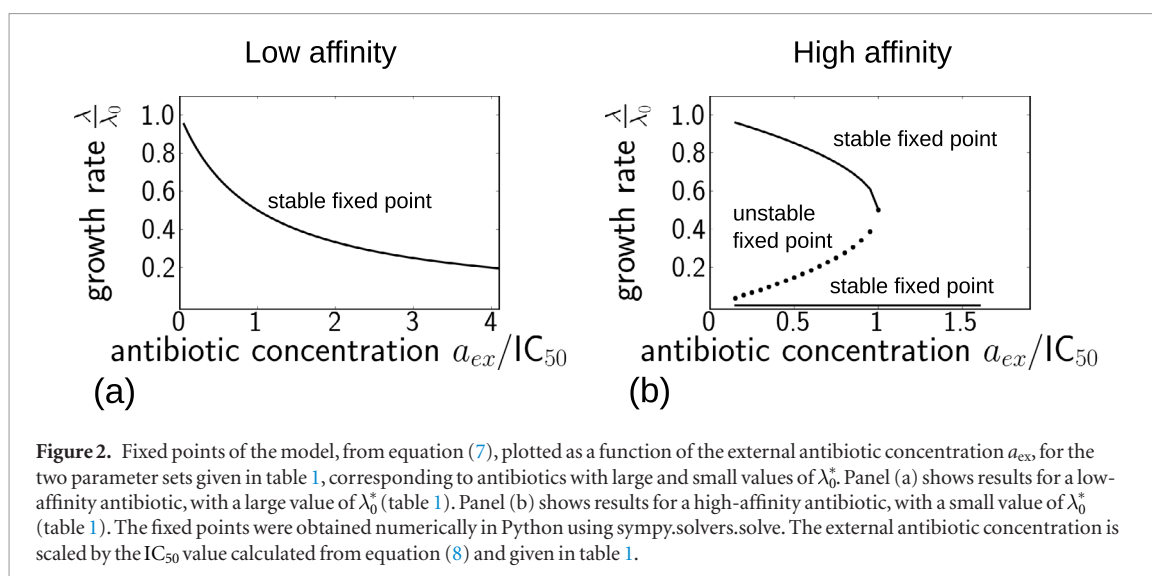 Low affinity
High affinity
growth rate λ/λ0
1.0
0.8
0.6
0.4
0.2
stable fixed point
0 1 2 3 4
antibiotic concentration aex/IC50
(a)
growth rate λ/λ0
1.0
0.8
0.6
0.4
0.2
stable fixed point
unstable
fixed point
stable fixed point
0 0.5 1 1.5
antibiotic concentration aex/IC50
(b)
Figure 2. Fixed points of the model, from equation (7), plotted as a function of the external antibiotic concentration aex, for the
two parameter sets given in table 1, corresponding to antibiotics with large and small values of λ0*. Panel (a) shows results for a low-
affinity antibiotic, with a large value of λ0* (table 1). Panel (b) shows results for a high-affinity antibiotic, with a small value of λ0*
(table 1). The fixed points were obtained numerically in Python using sympy.solvers.solve. The external antibiotic concentration is
scaled by the IC50 value calculated from equation (8) and given in table 1.